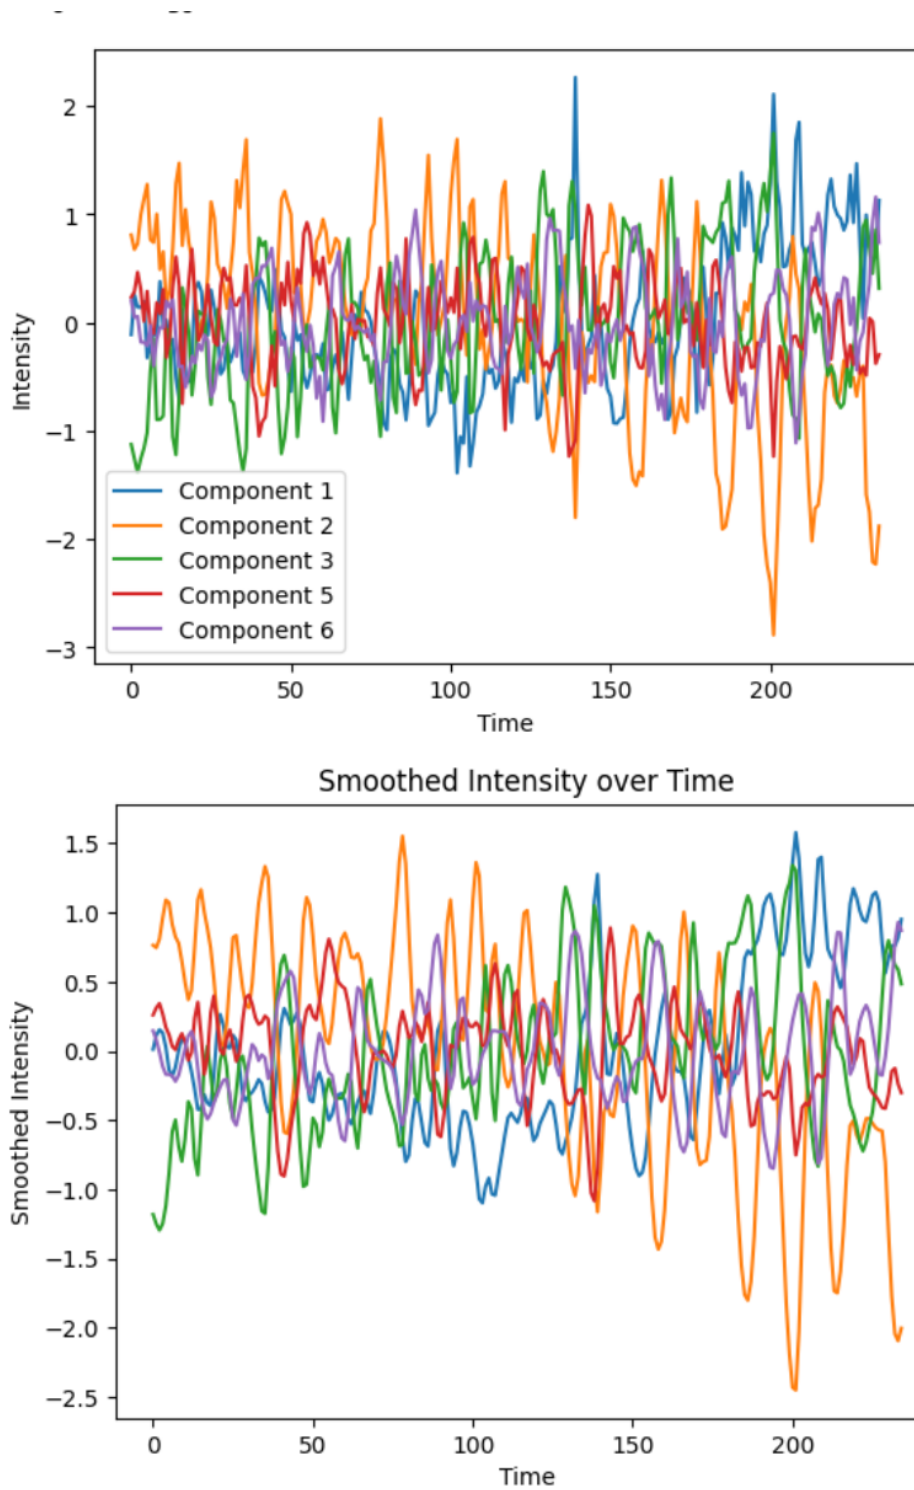 2
1
0
−1
−2
−3
Intensity
Component 1
Component 2
Component 3
Component 5
Component 6
0 50 100 150 200
Time
Smoothed Intensity over Time
1.5
1.0
0.5
0.0
−0.5
−1.0
−1.5
−2.0
−2.5
Smoothed Intensity
0 50 100 150 200
Time